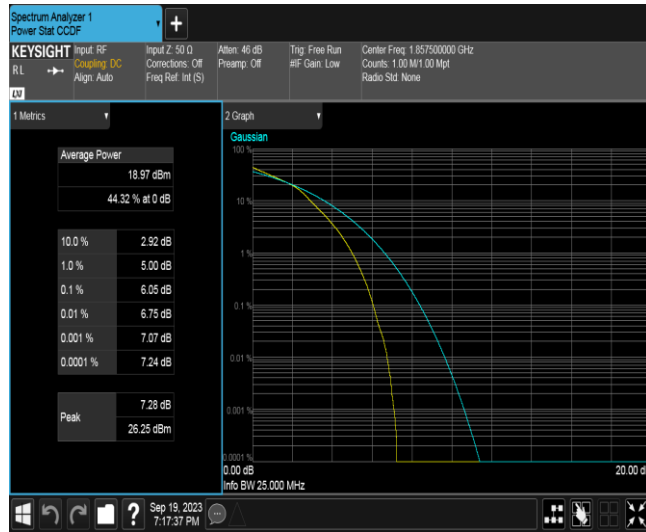 Spectrum Analyzer 1
Power Stat CCDF
KEYSIGHT
Input: RF
Coupling: DC
Align: Auto
Input Z: 50 Ω
Corrections: Off
Freq Ref: Int (S)
Atten: 46 dB
Preamp: Off
Trig: Free Run
#IF Gain: Low
Center Freq: 1.857500000 GHz
Counts: 1.00 M/1.00 Mpt
Radio Std: None
R L
LXI
1 Metrics
Average Power
18.97 dBm
44.32 % at 0 dB
10.0 % 2.92 dB
1.0 % 5.00 dB
0.1 % 6.05 dB
0.01 % 6.75 dB
0.001 % 7.07 dB
0.0001 % 7.24 dB
Peak
7.28 dB
26.25 dBm
2 Graph
Gaussian
100 %
10 %
1 %
0.1 %
0.01 %
0.001 %
0.0001 %
0.00 dB
20.00 d
Info BW 25.000 MHz
?
Sep 19, 2023
7:17:37 PM